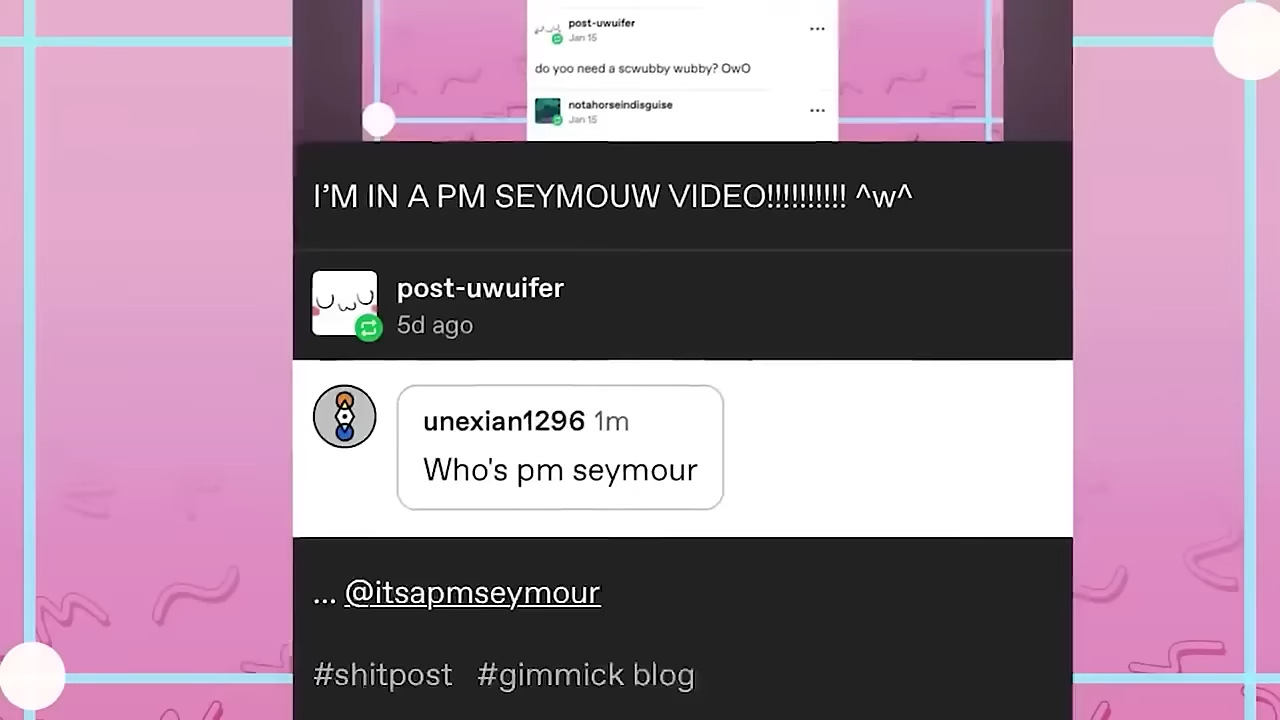 post-uwuifer
Jan 15
do yoo need a scwubby wubby? OwO
notahorseindisguise
Jan 15
I'M IN A PM SEYMOUW VIDEO!!!!!!!!!! ^w^
post-uwuifer
5d ago
unexian1296 1m
Who's pm seymour
... @itsapmseymour
#shitpost #gimmick blog